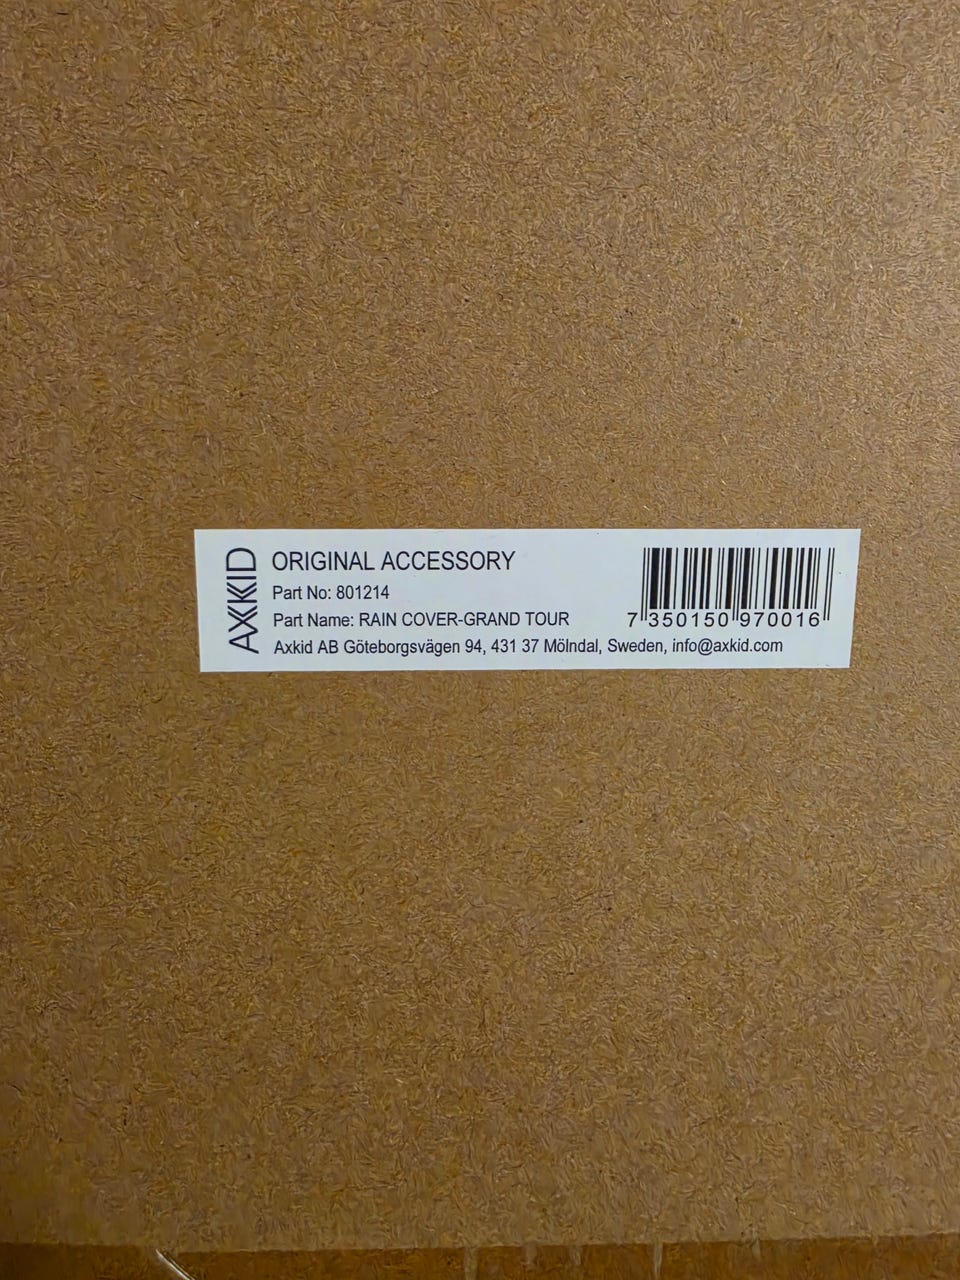 AXKID
ORIGINAL ACCESSORY
Part No: 801214
Part Name: RAIN COVER-GRAND TOUR
Axkid AB Göteborgsvägen 94, 431 37 Mölndal, Sweden, info@axkid.com
7 350150 970016